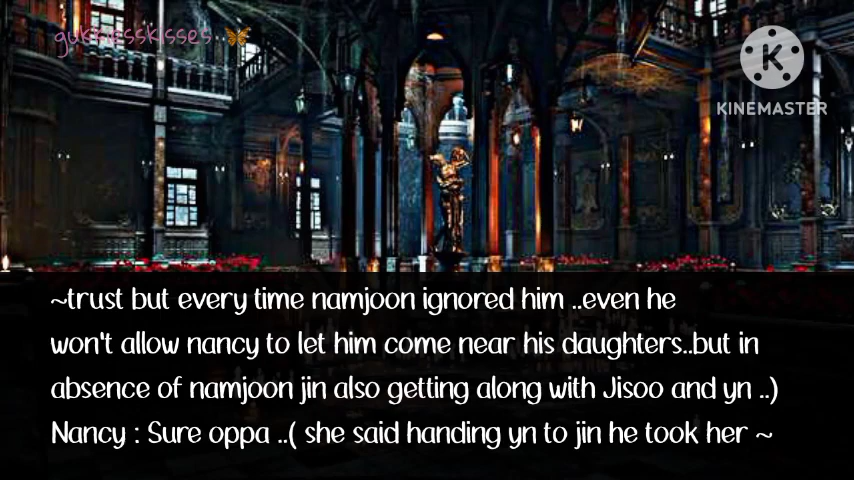 gukkiesskisses 🦋
K
KINEMASTER
~trust but every time namjoon ignored him ..even he
won't allow nancy to let him come near his daughters..but in
absence of namjoon jin also getting along with Jisoo and yn ..)
Nancy : Sure oppa ..( she said handing yn to jin he took her ~